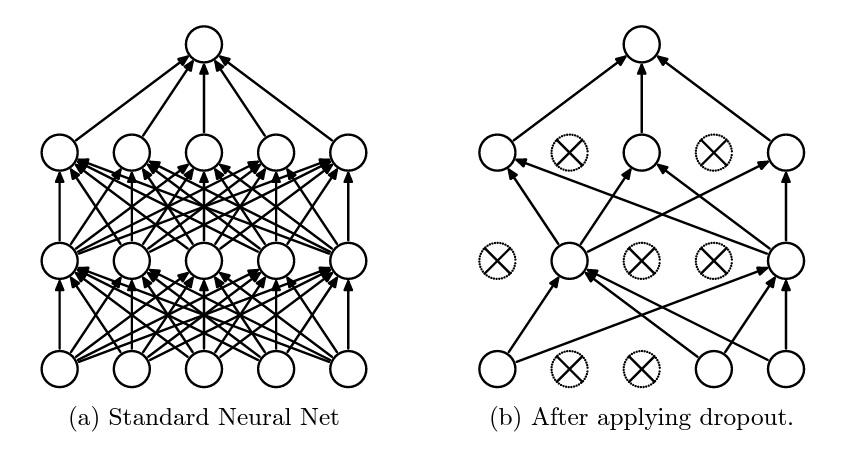 (a) Standard Neural Net
(b) After applying dropout.